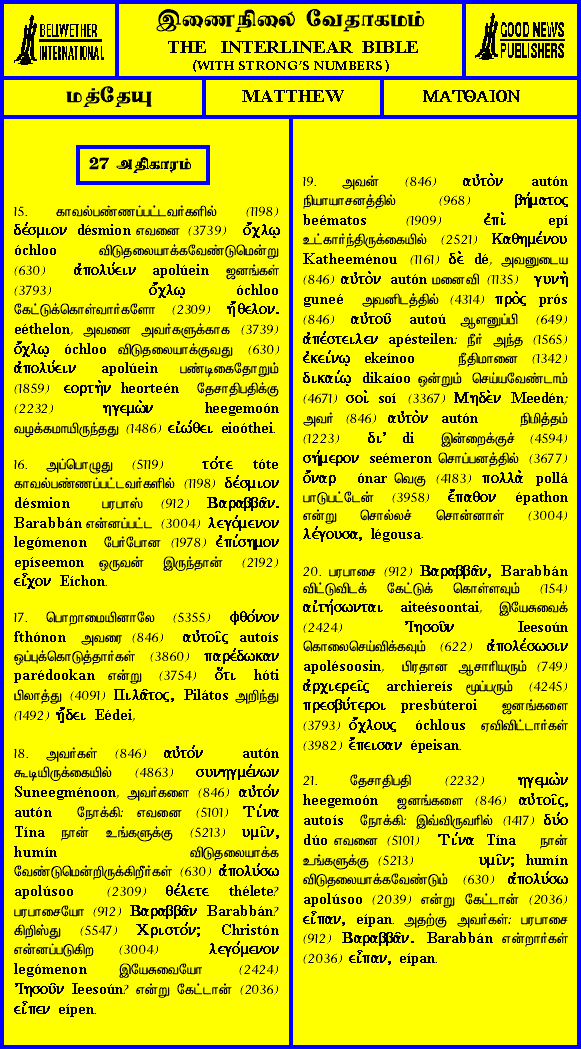 BELLWETHER
INTERNATIONAL
இணைநிலை வேதாகமம்
THE INTERLINEAR BIBLE
(WITH STRONG'S NUMBERS)
GOOD NEWS
PUBLISHERS
மத்தேயு
MATTHEW
ΜΑΤΘΑΙΟΝ
27 அதிகாரம்
15. காவல்பண்ணப்பட்டவர்களில் (1198)
δέσμιον désmion எவனை (3739) ὄχλῳ
óchloo விடுதலையாக்கவேண்டுமென்று
(630) ἀπολύειν apolúein ஜனங்கள்
(3793) ὄχλῳ óchloo
கேட்டுக்கொள்வார்களோ (2309) ἤθελον.
eéthelon, அவனை அவர்களுக்காக (3739)
ὄχλῳ óchloo விடுதலையாக்குவது (630)
ἀπολύειν apolúein பண்டிகைதோறும்
(1859) εορτὴν heorteén தேசாதிபதிக்கு
(2232) ηγεμὼν heegemoón
வழக்கமாயிருந்தது (1486) εἰώθει eioóthei.
16. அப்பொழுது (5119) τότε tóte
காவல்பண்ணப்பட்டவர்களில் (1198) δέσμιον
désmion பரபாஸ் (912) Βαραββᾶν.
Barabbán என்னப்பட்ட (3004) λεγόμενον
legómenon பேர்போன (1978) ἐπίσημον
epíseemon ஒருவன் இருந்தான் (2192)
εἶχον Eíchon.
17. பொறாமையினாலே (5355) φθόνον
fthónon அவரை (846) αὐτοῖς autoís
ஒப்புக்கொடுத்தார்கள் (3860) παρέδωκαν
parédookan என்று (3754) ὅτι hóti
பிலாத்து (4091) Πιλᾶτος, Pilátos அறிந்து
(1492) ᾔδει Eédei,
18. அவர்கள் (846) αὐτόν autón
கூடியிருக்கையில் (4863) συνηγμένων
Suneegménoon, அவர்களை (846) αὐτόν
autón நோக்கி: எவனை (5101) Τίνα
Tína நான் உங்களுக்கு (5213) υμῖν,
humín விடுதலையாக்க
வேண்டுமென்றிருக்கிறீர்கள் (630) ἀπολύσω
apolúsoo (2309) θέλετε thélete?
பரபாசையோ (912) Βαραββᾶν Barabbán?
கிறிஸ்து (5547) Χριστόν; Christón
என்னப்படுகிற (3004) λεγόμενον
legómenon இயேசுவையோ (2424)
Ἰησοῦν Ieesoún? என்று கேட்டான் (2036)
εἶπεν eípen.
19. அவன் (846) αὐτὸν autón
நியாயாசனத்தில் (968) βήματος
beématos (1909) ἐπὶ epí
உட்கார்ந்திருக்கையில் (2521) Καθημένου
Katheeménou (1161) δὲ dé, அவனுடைய
(846) αὐτὸν autón மனைவி (1135) γυνὴ
guneé அவனிடத்தில் (4314) πρὸς prós
(846) αὐτοῦ autoú ஆளனுப்பி (649)
ἀπέστειλεν apésteilen: நீர் அந்த (1565)
ἐκείνῳ ekeínoo நீதிமானை (1342)
δικαίῳ dikaíoo ஒன்றும் செய்யவேண்டாம்
(4671) σοὶ soí (3367) Μηδὲν Meedén;
அவர் (846) αὐτὸν autón நிமித்தம்
(1223) δι' di இன்றைக்குச் (4594)
σήμερον seémeron சொப்பனத்தில் (3677)
ὄναρ ónar வெகு (4183) πολλὰ pollá
பாடுபட்டேன் (3958) ἔπαθον épathon
என்று சொல்லச் சொன்னாள் (3004)
λέγουσα, légousa.
20. பரபாசை (912) Βαραββᾶν, Barabbán
விட்டுவிடக் கேட்டுக் கொள்ளவும் (154)
αἰτήσωνται aiteésoontai, இயேசுவைக்
(2424) Ἰησοῦν Ieesoún
கொலைசெய்விக்கவும் (622) ἀπολέσωσιν
apolésoosin, பிரதான ஆசாரியரும் (749)
ἀρχιερεῖς archiereís மூப்பரும் (4245)
πρεσβύτεροι presbúteroi ஜனங்களை
(3793) ὄχλους óchlous ஏவிவிட்டார்கள்
(3982) ἔπεισαν épeisan.
21. தேசாதிபதி (2232) ηγεμὼν
heegemoón ஜனங்களை (846) αὐτοῖς,
autoís நோக்கி: இவ்விருவரில் (1417) δύο
dúo எவனை (5101) Τίνα Tína நான்
உங்களுக்கு (5213) υμῖν; humín
விடுதலையாக்கவேண்டும் (630) ἀπολύσω
apolúsoo (2039) என்று கேட்டான் (2036)
εἶπαν, eípan. அதற்கு அவர்கள்: பரபாசை
(912) Βαραββᾶν. Barabbán என்றார்கள்
(2036) εἶπαν, eípan.